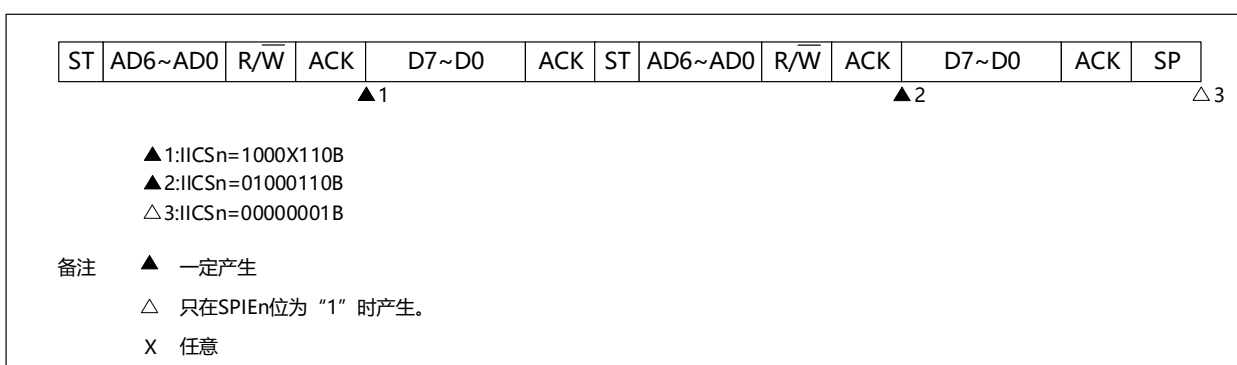 ST AD6~AD0 R/W̅ ACK D7~D0 ACK ST AD6~AD0 R/W̅ ACK D7~D0 ACK SP
▲1 ▲2 △3
▲1:IICSn=1000X110B
▲2:IICSn=01000110B
△3:IICSn=00000001B
备注 ▲ 一定产生
△ 只在SPIEn位为“1”时产生。
X 任意